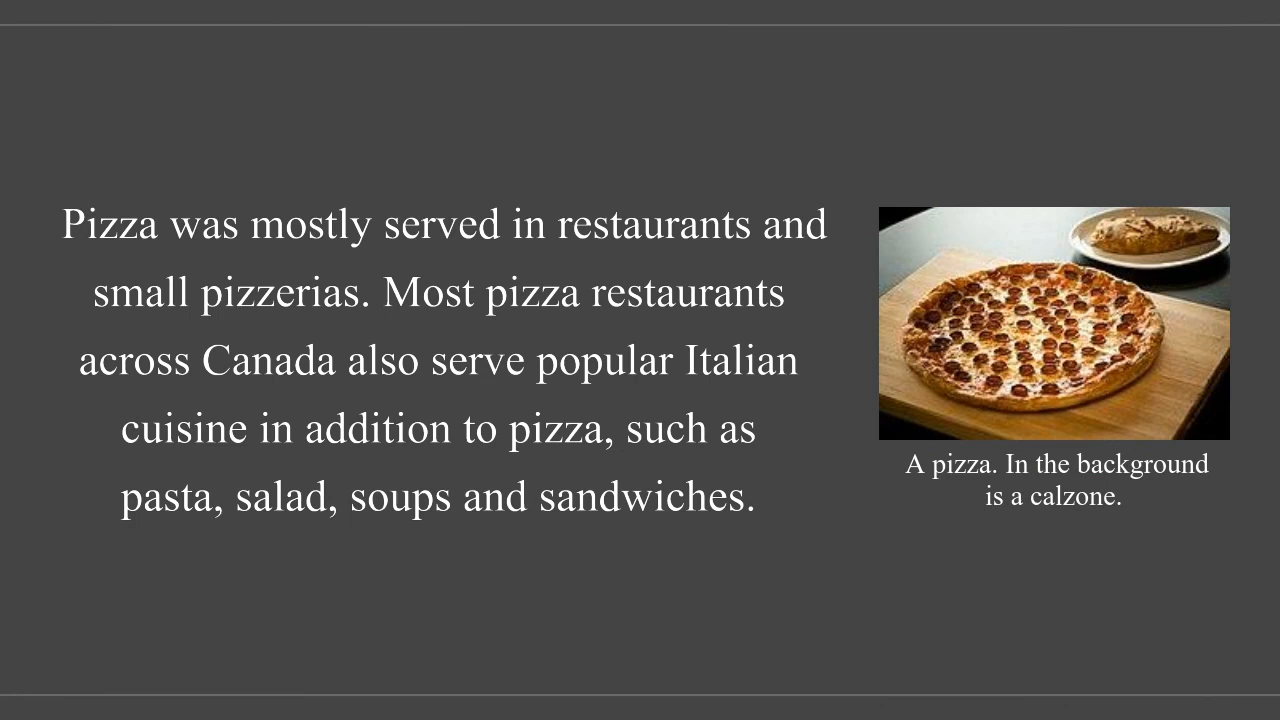 Pizza was mostly served in restaurants and
small pizzerias. Most pizza restaurants
across Canada also serve popular Italian
cuisine in addition to pizza, such as
pasta, salad, soups and sandwiches.
A pizza. In the background
is a calzone.